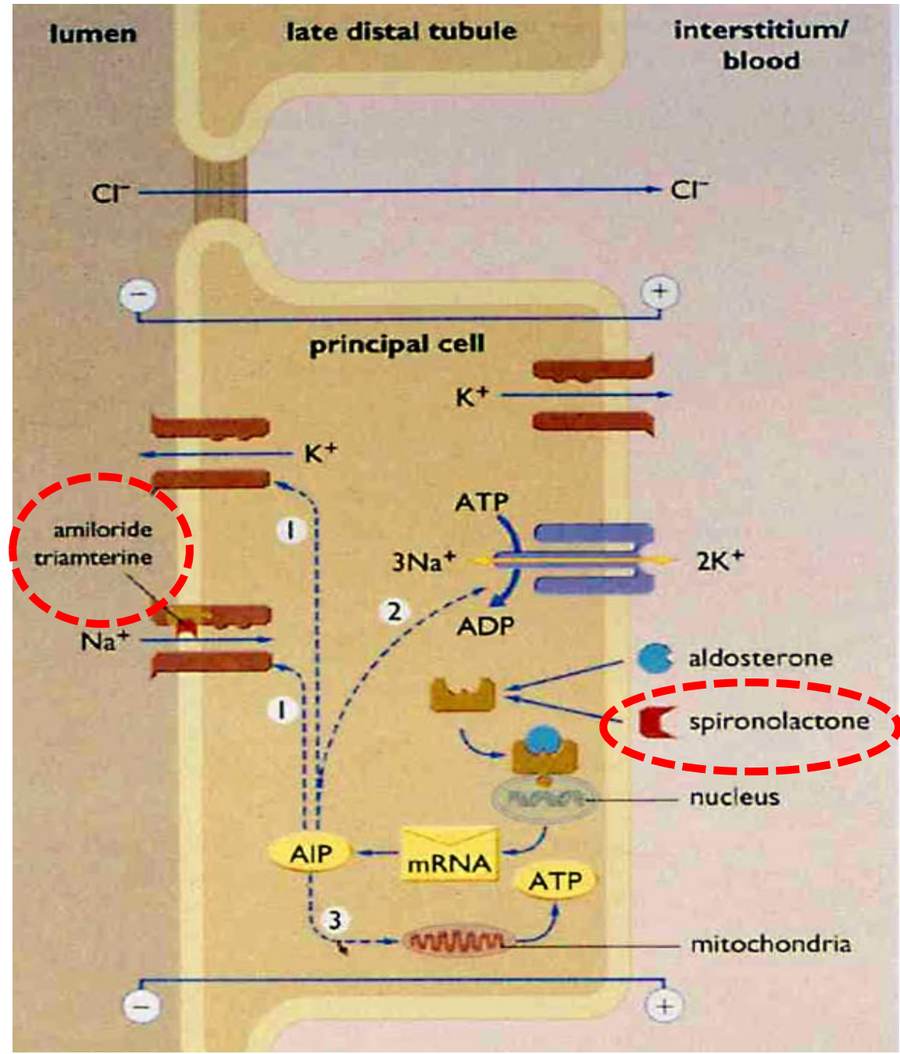 lumen
late distal tubule
interstitium/
blood
Cl⁻
Cl⁻
−
+
principal cell
K⁺
K⁺
ATP
amiloride
triamterine
1
3Na⁺
2K⁺
2
ADP
Na⁺
aldosterone
1
spironolactone
nucleus
AIP
mRNA
ATP
3
mitochondria
−
+